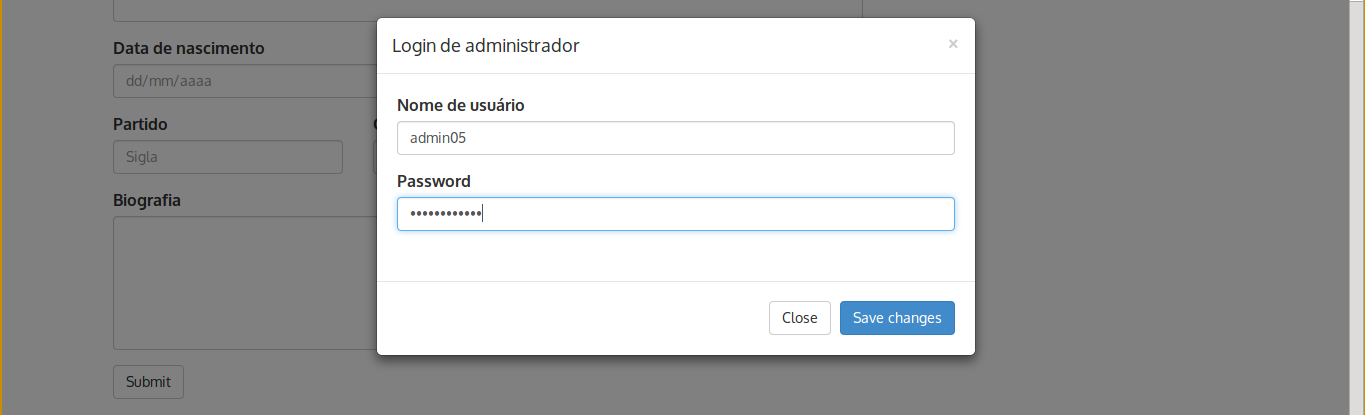 Login de administrador
×
Data de nascimento
dd/mm/aaaa
Nome de usuário
admin05
Partido
Sigla
Password
••••••••••••
Biografia
Close
Save changes
Submit